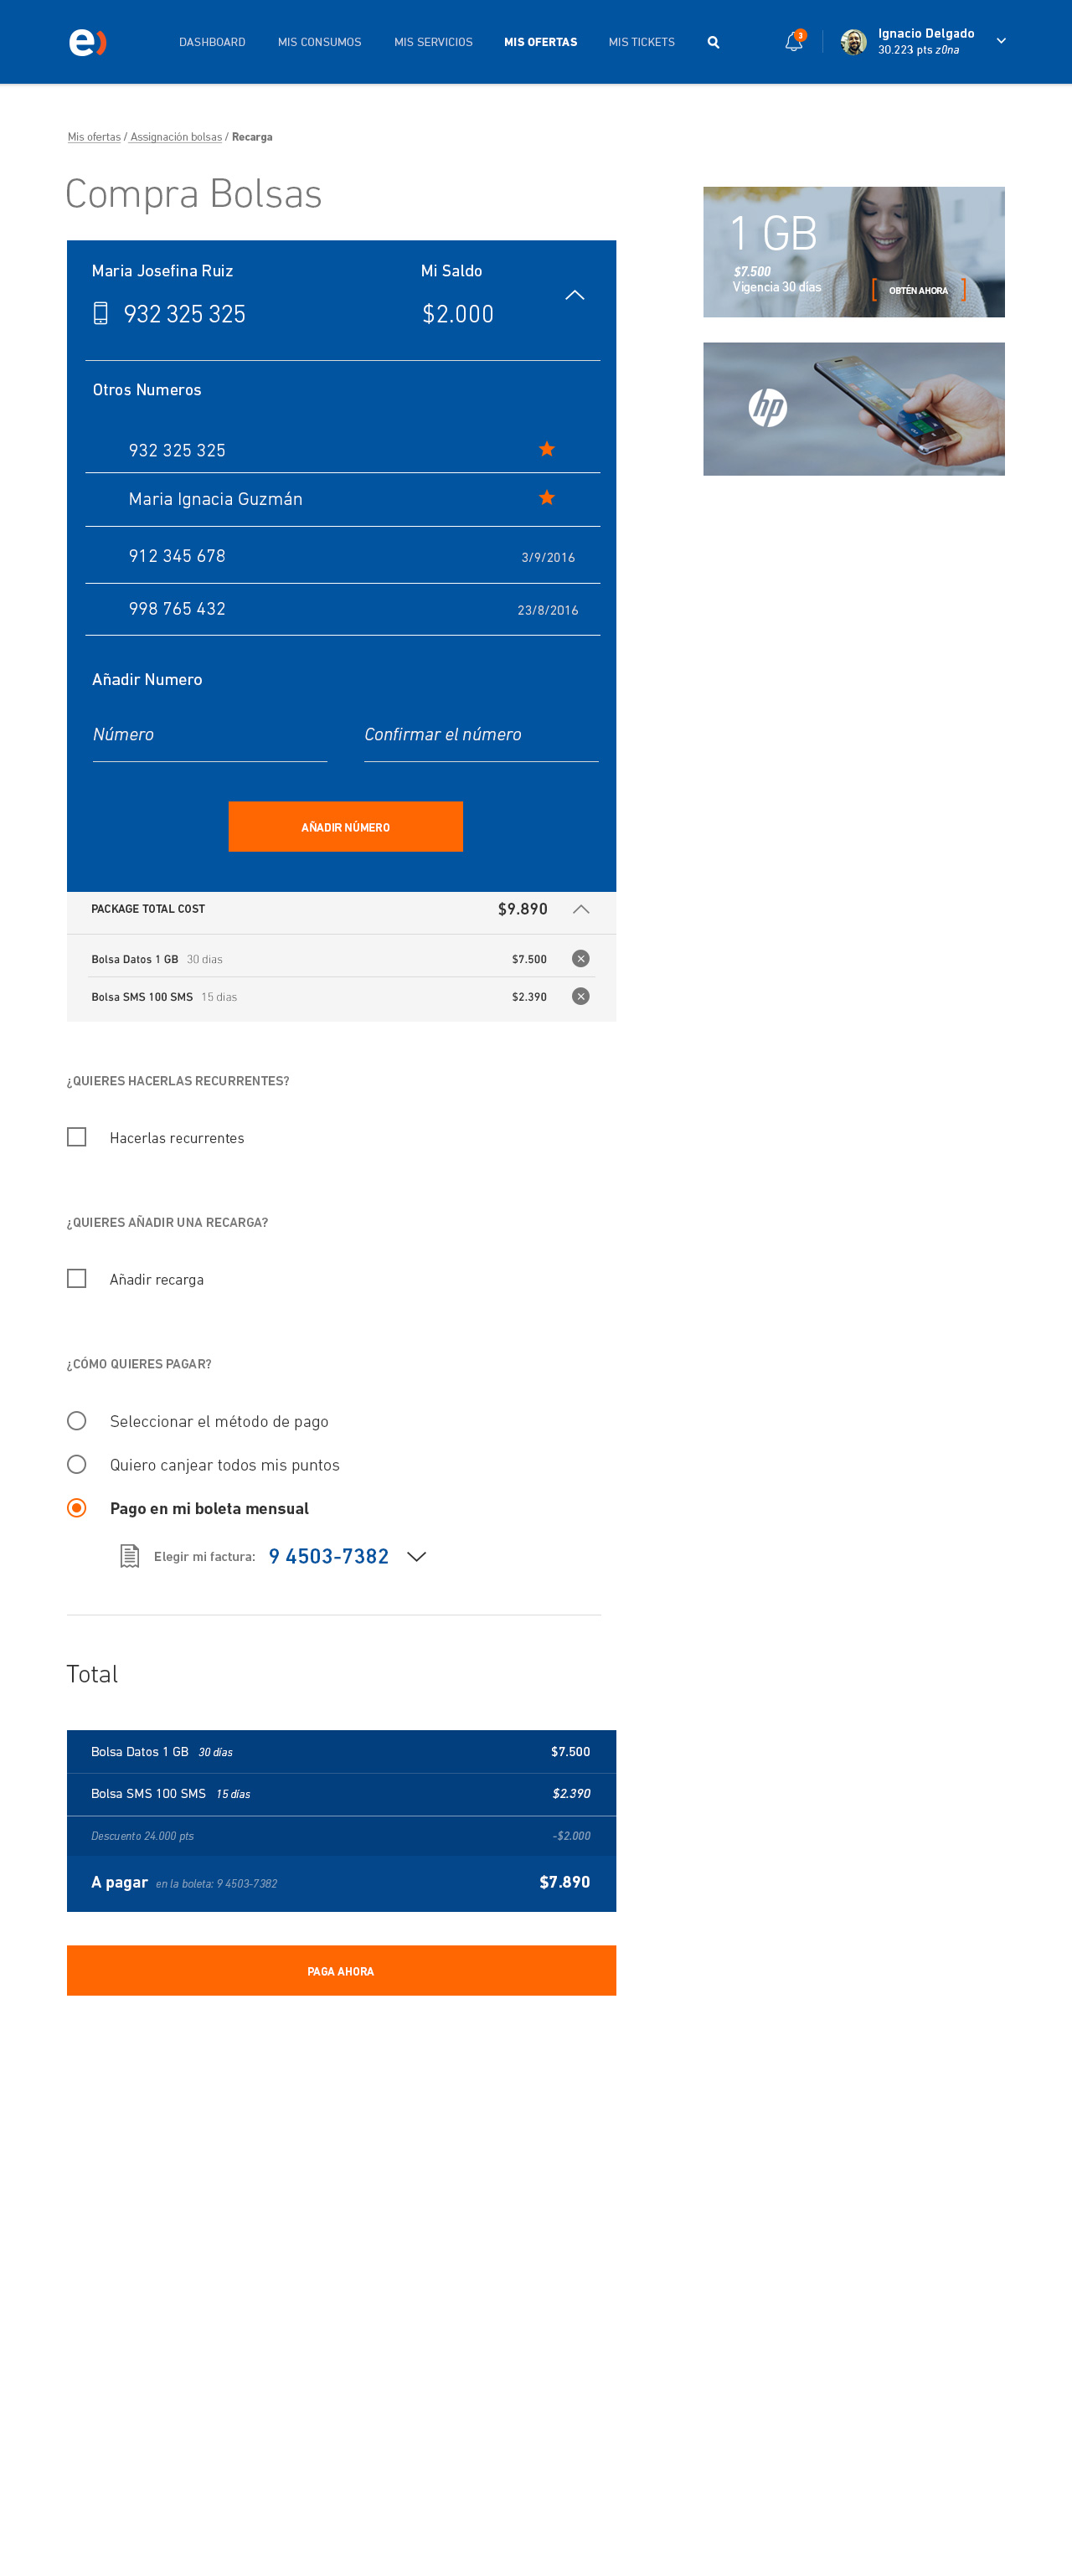 e)
DASHBOARD MIS CONSUMOS MIS SERVICIOS MIS OFERTAS MIS TICKETS 3 Ignacio Delgado
30.223 pts z0na
Mis ofertas / Assignación bolsas / Recarga
Compra Bolsas
Maria Josefina Ruiz Mi Saldo
932 325 325 $2.000
Otros Numeros
932 325 325
Maria Ignacia Guzmán
912 345 678 3/9/2016
998 765 432 23/8/2016
Añadir Numero
Número Confirmar el número
AÑADIR NÚMERO
PACKAGE TOTAL COST $9.890
Bolsa Datos 1 GB 30 días $7.500
Bolsa SMS 100 SMS 15 días $2.390
¿QUIERES HACERLAS RECURRENTES?
Hacerlas recurrentes
¿QUIERES AÑADIR UNA RECARGA?
Añadir recarga
¿CÓMO QUIERES PAGAR?
Seleccionar el método de pago
Quiero canjear todos mis puntos
Pago en mi boleta mensual
Elegir mi factura: 9 4503-7382
Total
Bolsa Datos 1 GB 30 días $7.500
Bolsa SMS 100 SMS 15 días $2.390
Descuento 24.000 pts -$2.000
A pagar en la boleta: 9 4503-7382 $7.890
PAGA AHORA
1 GB
$7.500
Vigencia 30 días
OBTÉN AHORA
hp